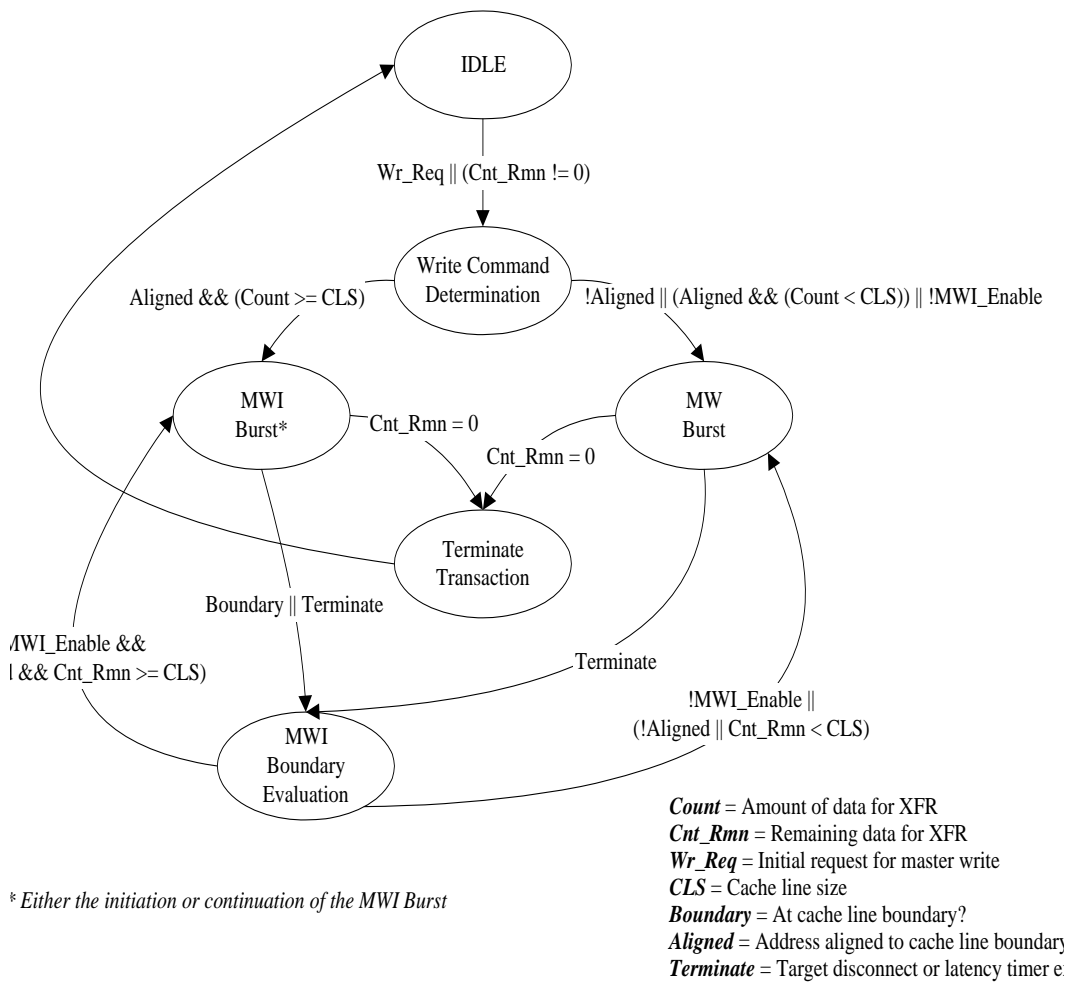 IDLE
Wr_Req || (Cnt_Rmn != 0)
Write Command
Determination
Aligned && (Count >= CLS)
!Aligned || (Aligned && (Count < CLS)) || !MWI_Enable
MWI
Burst*
Cnt_Rmn = 0
MW
Burst
Cnt_Rmn = 0
Terminate
Transaction
Boundary || Terminate
MWI_Enable &&
&& Cnt_Rmn >= CLS)
Terminate
!MWI_Enable ||
(!Aligned || Cnt_Rmn < CLS)
MWI
Boundary
Evaluation
Count = Amount of data for XFR
Cnt_Rmn = Remaining data for XFR
Wr_Req = Initial request for master write
CLS = Cache line size
Boundary = At cache line boundary?
Aligned = Address aligned to cache line boundary
Terminate = Target disconnect or latency timer
* Either the initiation or continuation of the MWI Burst